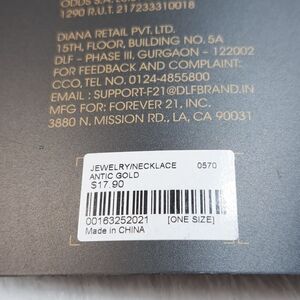 1290 R.U.T. 217233310018
DIANA RETAIL PVT. LTD.
15TH, FLOOR, BUILDING NO. 5A
DLF - PHASE III, GURGAON - 122002
FOR FEEDBACK AND COMPLAINT:
CCO, TEL NO. 0124-4855800
EMAIL : SUPPORT-F21@DLFBRAND.IN
MFG FOR: FOREVER 21, INC.
3880 N. MISSION RD., LA, CA 90031
JEWELRY/NECKLACE 0570
ANTIC GOLD
$17.90
00163252021 [ONE SIZE]
Made in CHINA